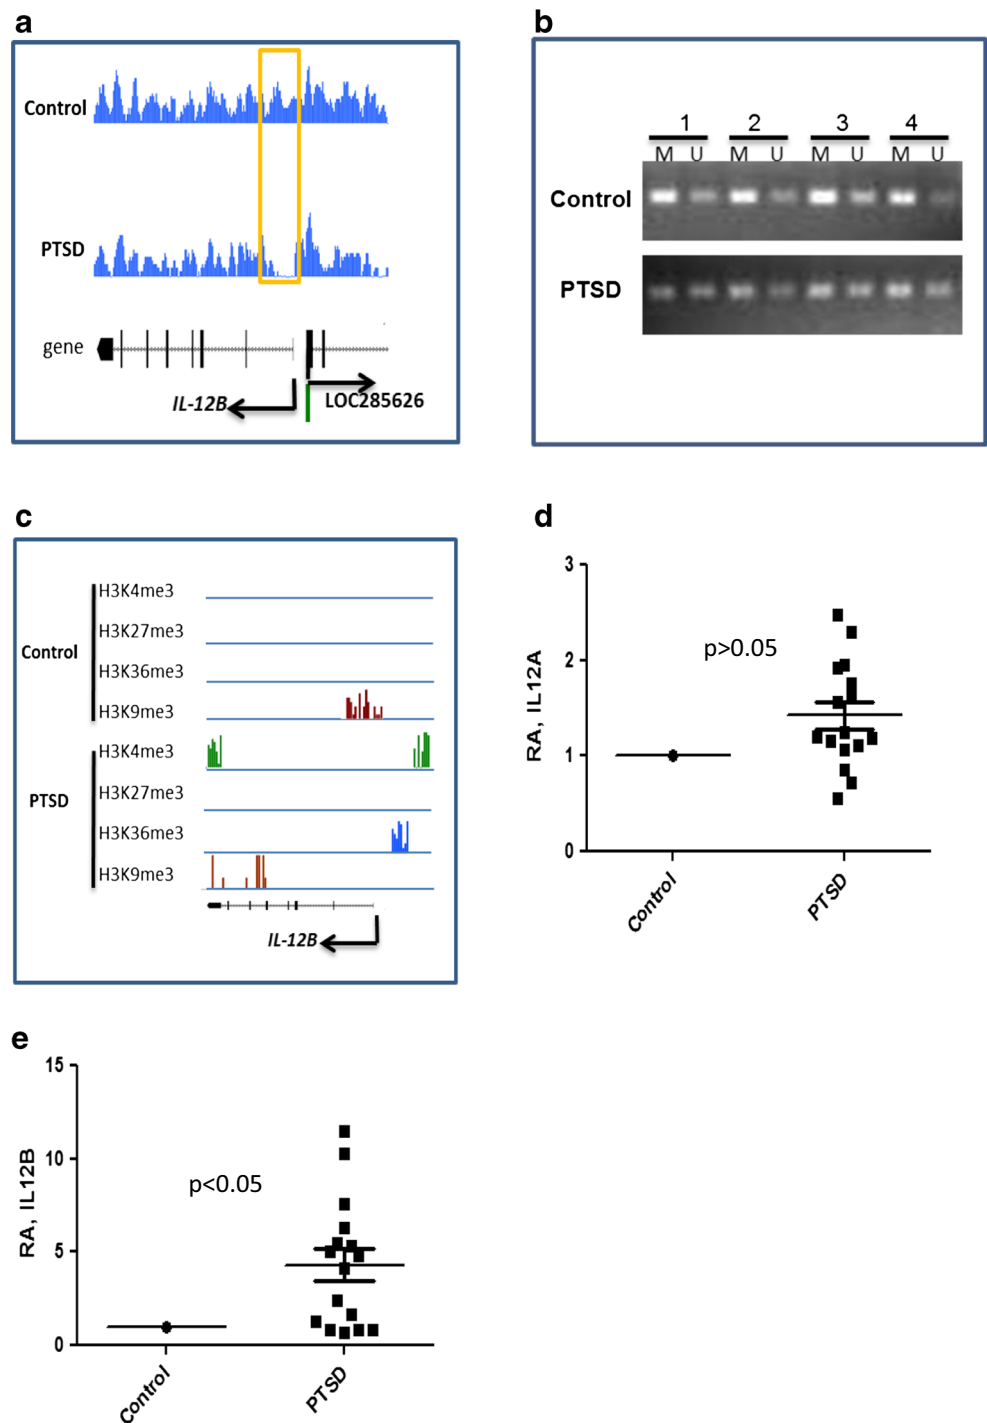 a
Control
PTSD
gene
IL-12B
LOC285626
b
1 2 3 4
M U M U M U M U
Control
PTSD
c
Control
H3K4me3
H3K27me3
H3K36me3
H3K9me3
PTSD
H3K4me3
H3K27me3
H3K36me3
H3K9me3
IL-12B
d
RA, IL12A
3
2
1
0
p>0.05
Control
PTSD
e
RA, IL12B
15
10
5
0
p<0.05
Control
PTSD